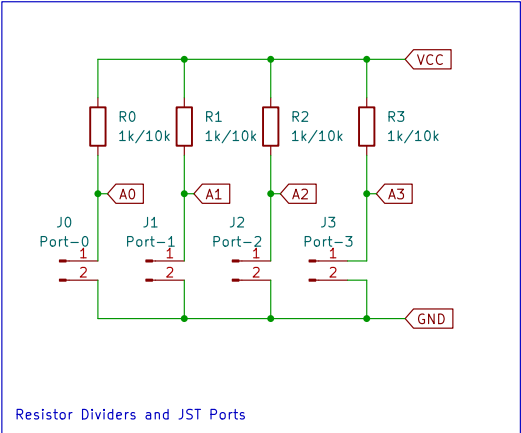 VCC
R0 R1 R2 R3
1k/10k 1k/10k 1k/10k 1k/10k
A0 A1 A2 A3
J0 J1 J2 J3
Port-0 Port-1 Port-2 Port-3
1 1 1 1
2 2 2 2
GND
Resistor Dividers and JST Ports